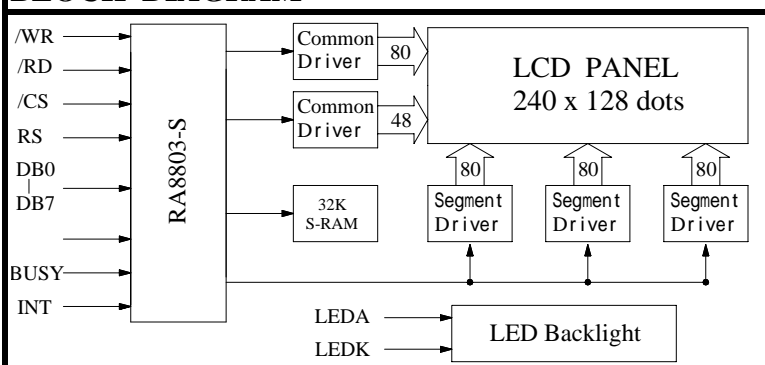 BLOCK DIAGRAM
/WR
/RD
/CS
RS
DB0
DB7
BUSY
INT
RA8803-S
Common
Driver
80
Common
Driver
48
32K
S-RAM
LCD PANEL
240 x 128 dots
80
80
80
Segment
Driver
Segment
Driver
Segment
Driver
LEDA
LEDK
LED Backlight